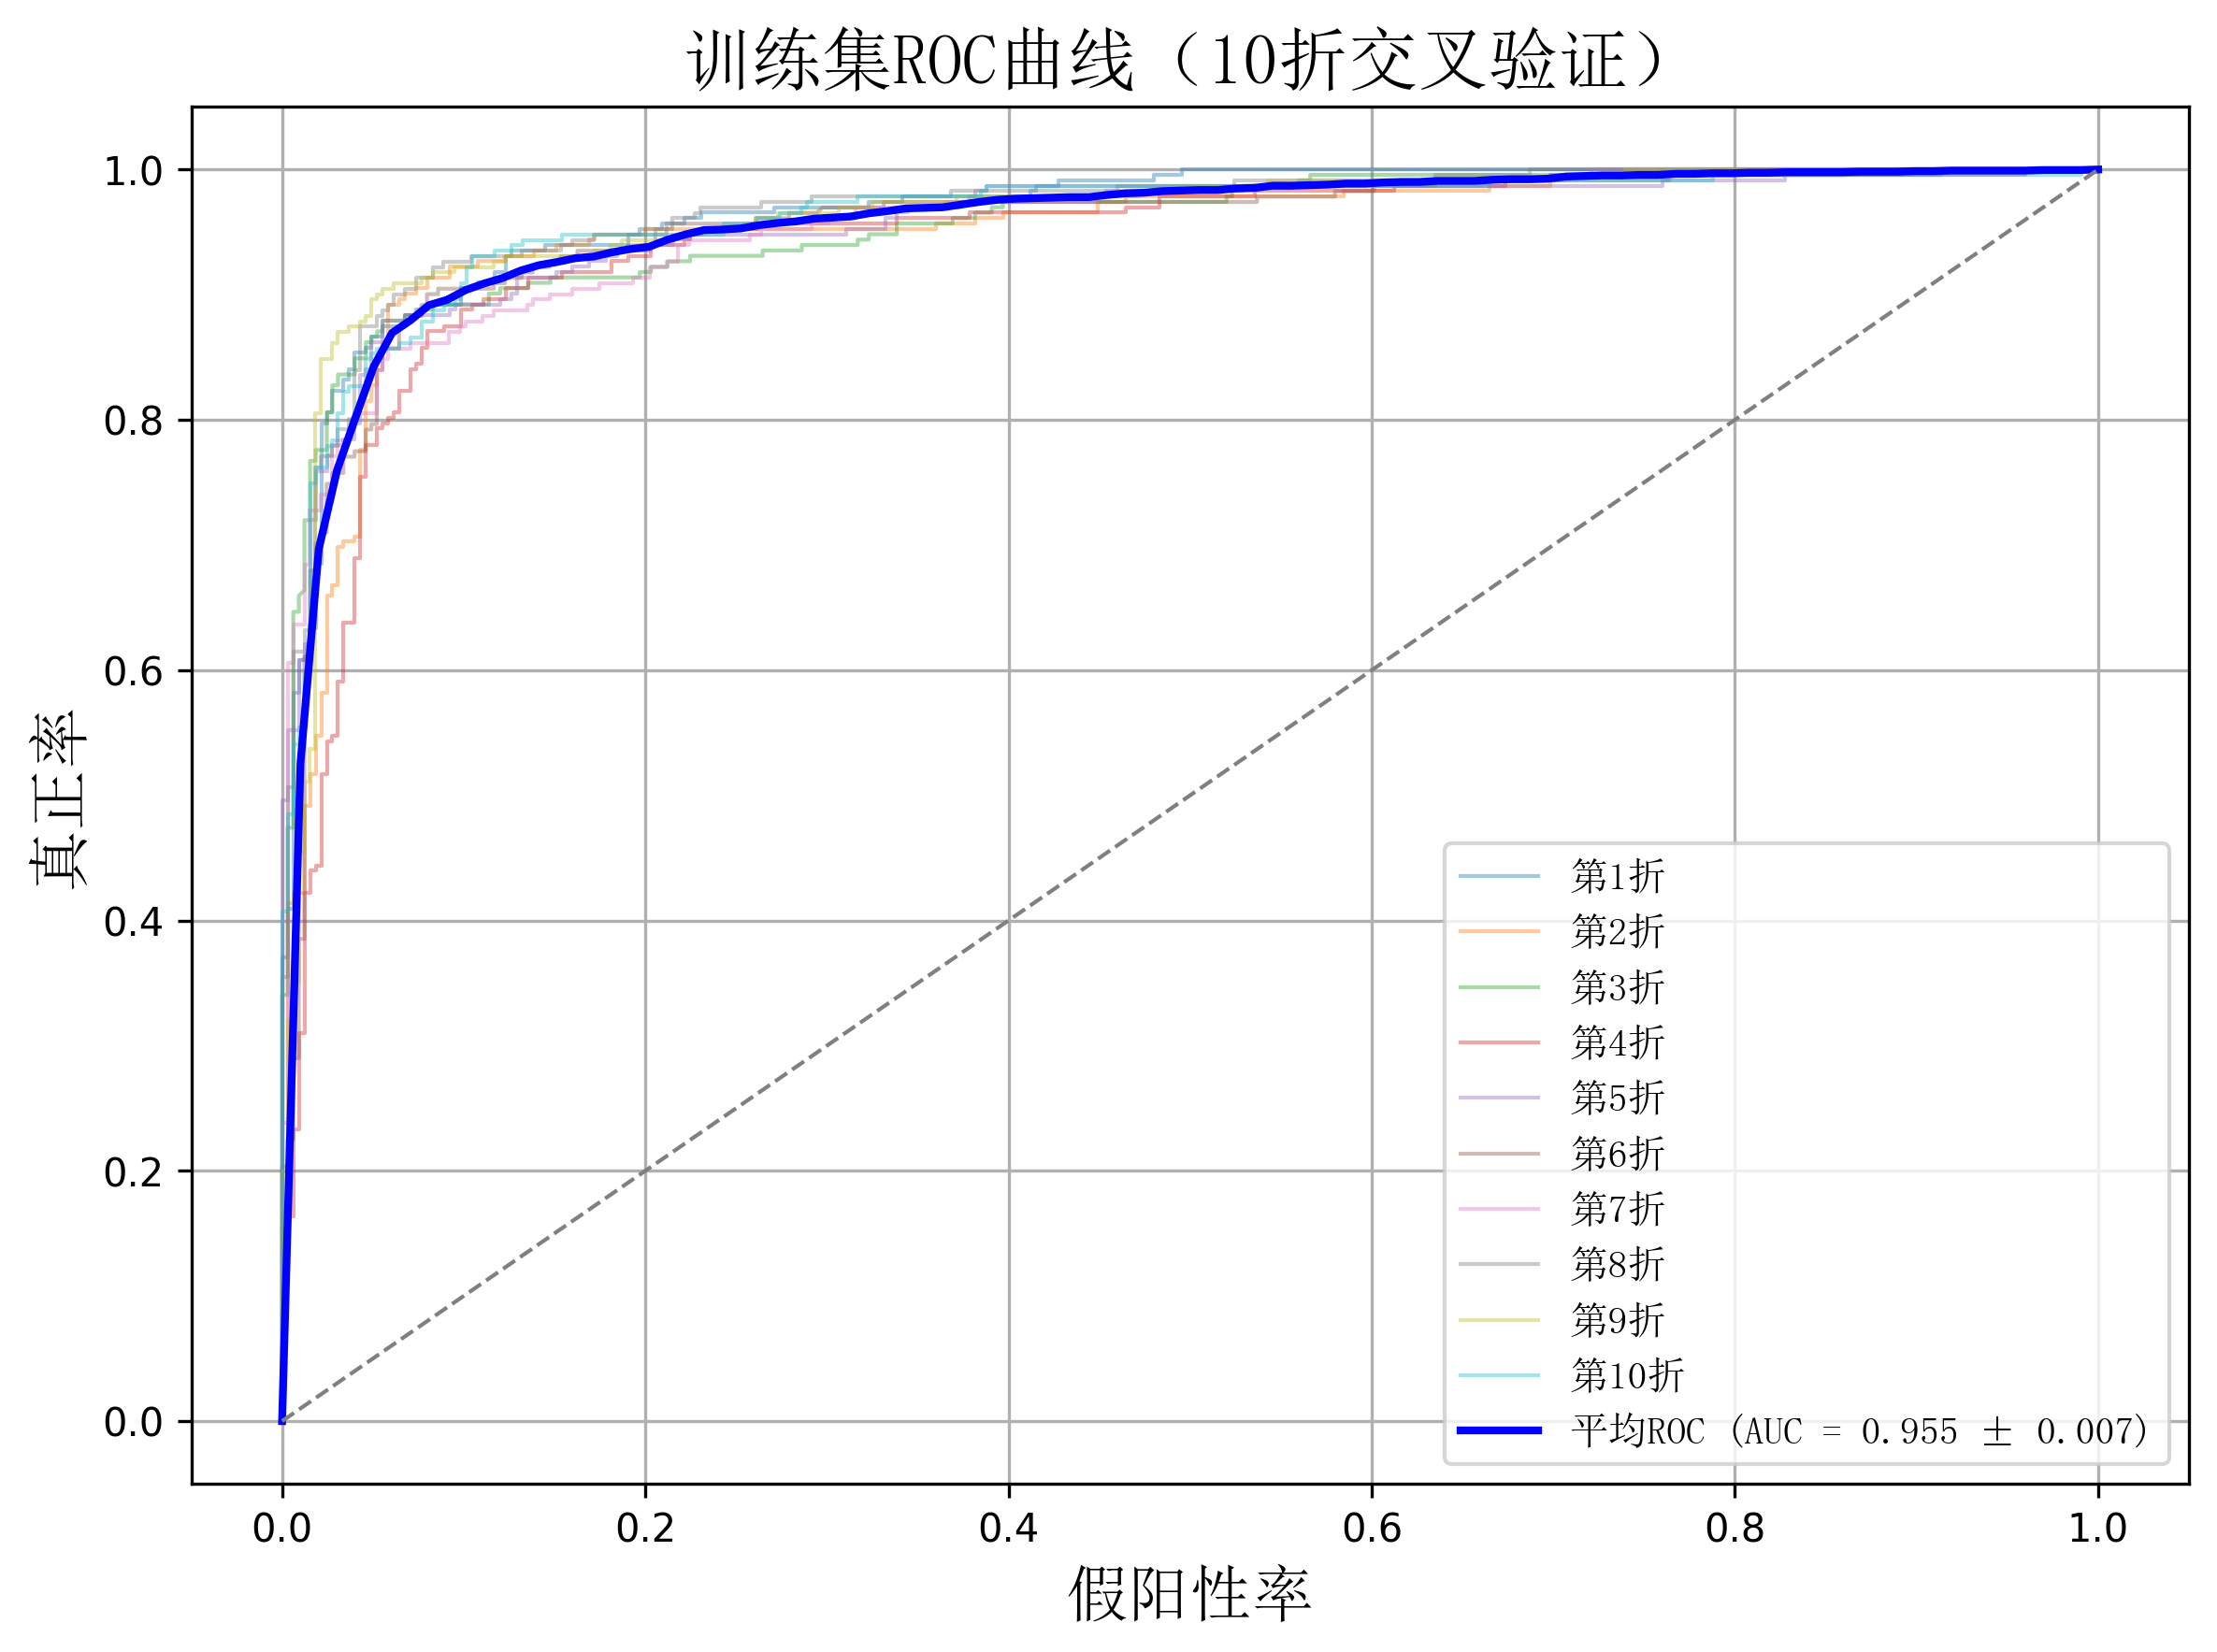 训练集ROC曲线（10折交叉验证）
真正率
1.0
0.8
0.6
0.4
0.2
0.0
0.0 0.2 0.4 0.6 0.8 1.0
假阳性率
第1折
第2折
第3折
第4折
第5折
第6折
第7折
第8折
第9折
第10折
平均ROC (AUC = 0.955 ± 0.007)